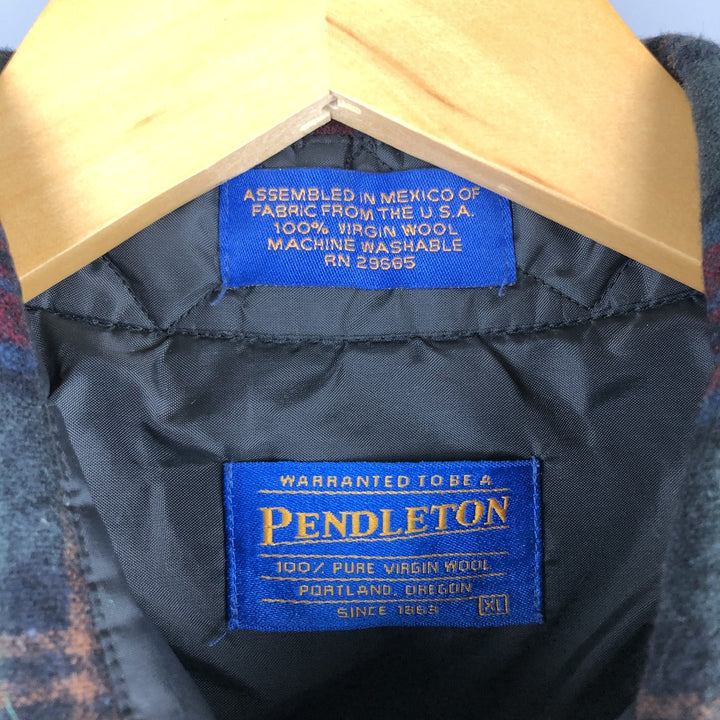 ASSEMBLED IN MEXICO OF
FABRIC FROM THE U.S.A.
100% VIRGIN WOOL
MACHINE WASHABLE
RN 29665
WARRANTED TO BE A
PENDLETON
100% PURE VIRGIN WOOL
PORTLAND, OREGON
SINCE 1863 XL